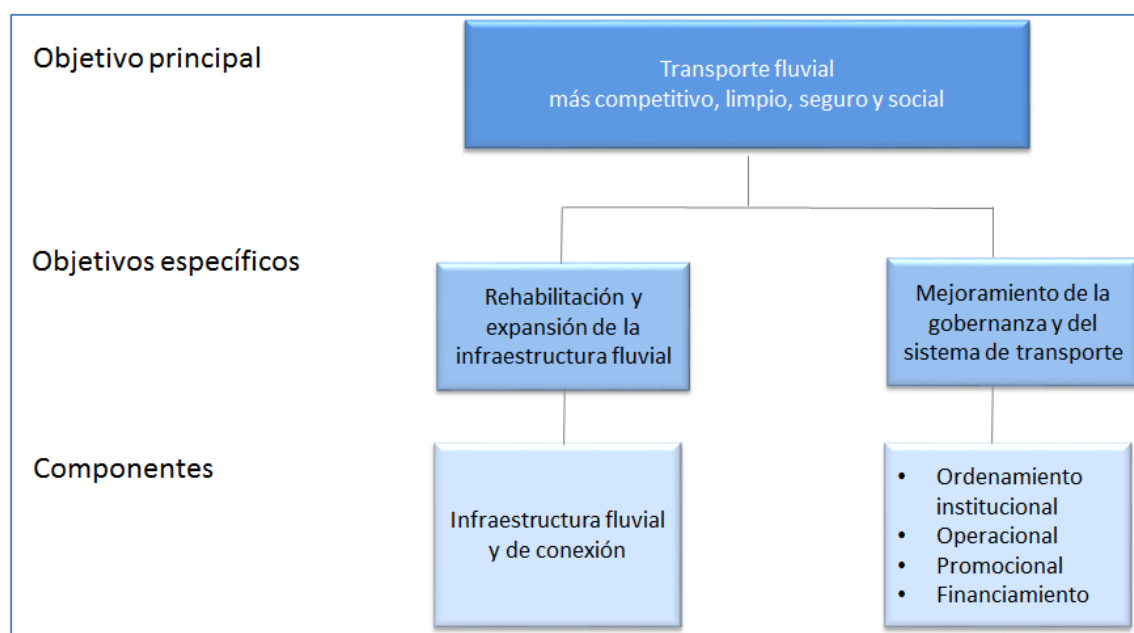 Objetivo principal
Transporte fluvial
más competitivo, limpio, seguro y social
Objetivos específicos
Rehabilitación y
expansión de la
infraestructura fluvial
Mejoramiento de la
gobernanza y del
sistema de transporte
Componentes
Infraestructura fluvial
y de conexión
• Ordenamiento
institucional
• Operacional
• Promocional
• Financiamiento